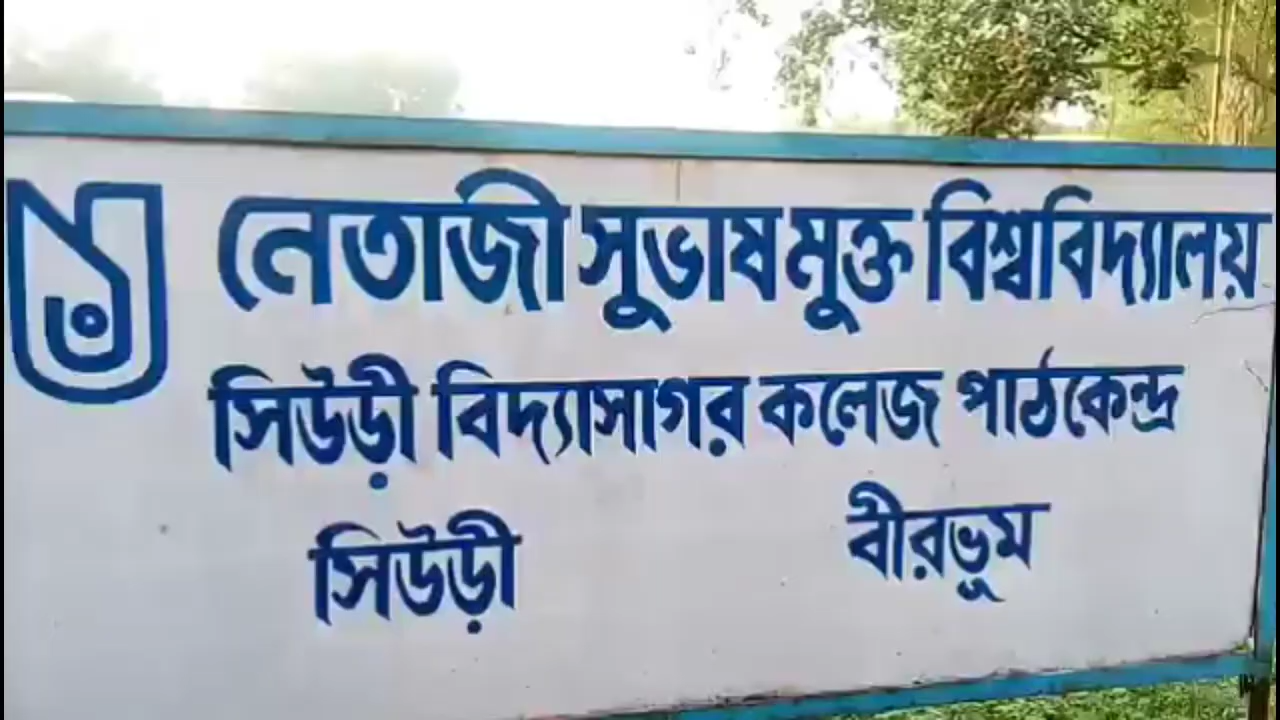 নেতাজী সুভাষ মুক্ত বিশ্ববিদ্যালয়
সিউড়ী বিদ্যাসাগর কলেজ পাঠকেন্দ্র
সিউড়ী বীরভূম